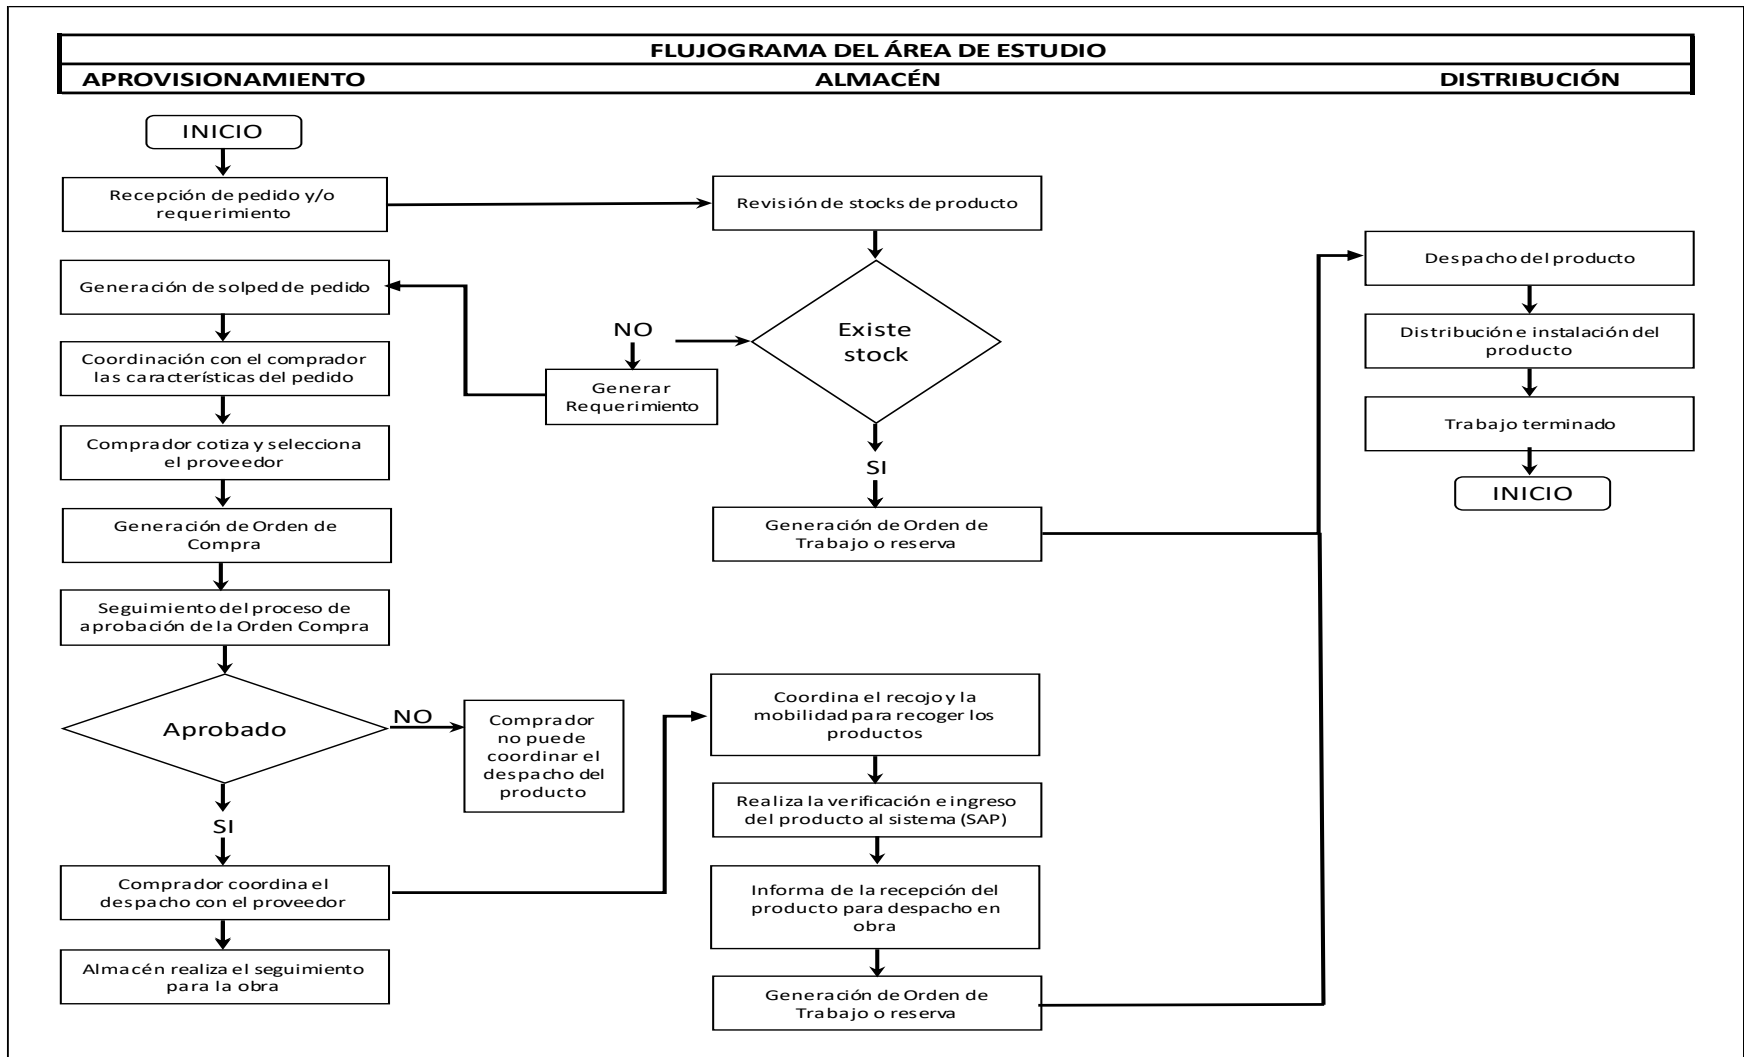 FLUJOGRAMA DEL ÁREA DE ESTUDIO
APROVISIONAMIENTO
ALMACÉN
DISTRIBUCIÓN
INICIO
Recepción de pedido y/o
requerimiento
Generación de solped de pedido
Coordinación con el comprador
las características del pedido
Comprador cotiza y selecciona
el proveedor
Generación de Orden de
Compra
Seguimiento del proceso de
aprobación de la Orden Compra
Aprobado
NO
Comprador
no puede
coordinar el
despacho del
producto
SI
Comprador coordina el
despacho con el proveedor
Almacén realiza el seguimiento
para la obra
Revisión de stocks de producto
Existe
stock
NO
Generar
Requerimiento
SI
Generación de Orden de
Trabajo o reserva
Coordina el recojo y la
mobilidad para recoger los
productos
Realiza la verificación e ingreso
del producto al sistema (SAP)
Informa de la recepción del
producto para despacho en
obra
Generación de Orden de
Trabajo o reserva
Despacho del producto
Distribución e instalación del
producto
Trabajo terminado
INICIO